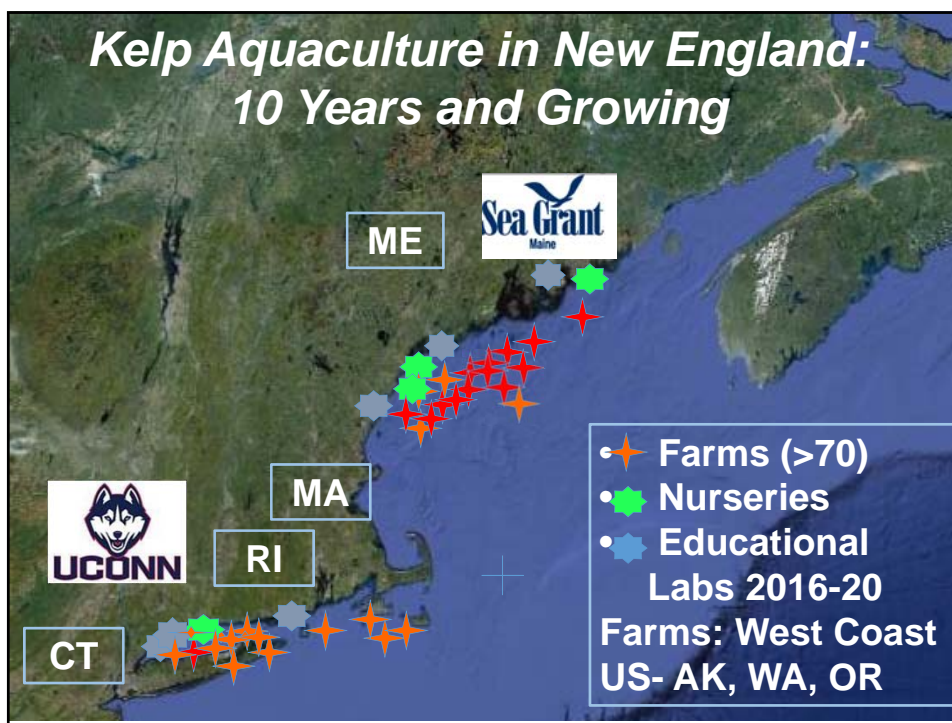 Kelp Aquaculture in New England:
10 Years and Growing
Sea Grant
Maine
ME
MA
RI
UCONN
CT
• Farms (>70)
• Nurseries
• Educational
Labs 2016-20
Farms: West Coast
US- AK, WA, OR